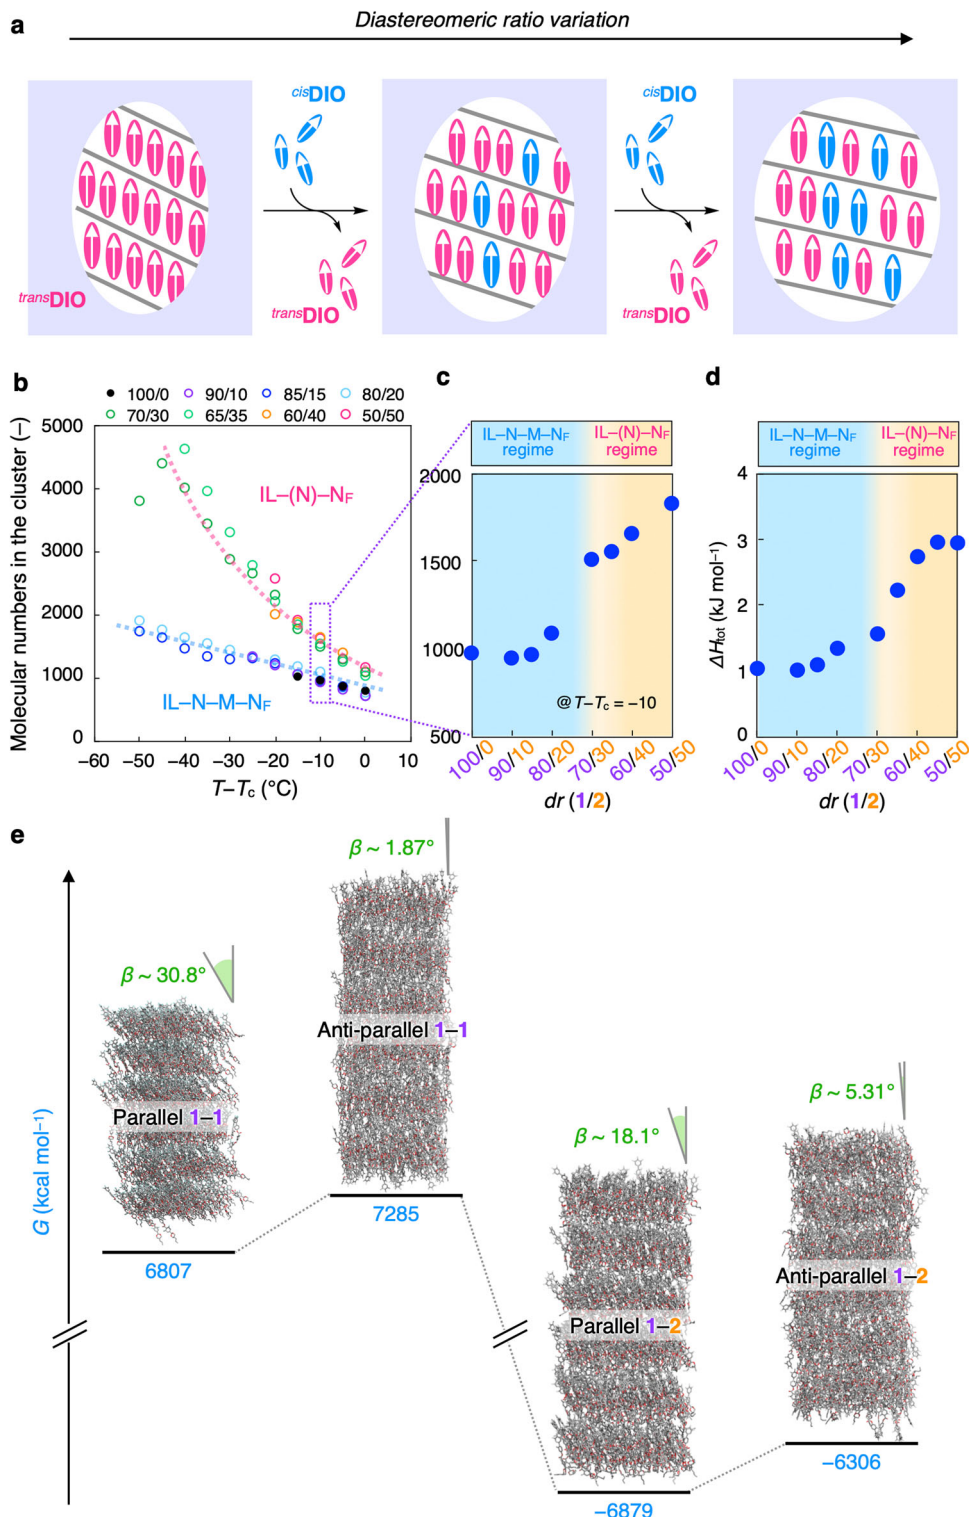 a
Diastereomeric ratio variation
cisDIO
cisDIO
transDIO
transDIO
transDIO
b
100/0 90/10 85/15 80/20
70/30 65/35 60/40 50/50
Molecular numbers in the cluster (–)
5000
4000
3000
2000
1000
0
IL–(N)–NF
IL–N–M–NF
–60 –50 –40 –30 –20 –10 0 10
T–Tc (°C)
c
IL–N–M–NF
regime
IL–(N)–NF
regime
2000
1500
1000
500
@T–Tc = –10
100/0 90/10 80/20 70/30 60/40 50/50
dr (1/2)
d
IL–N–M–NF
regime
IL–(N)–NF
regime
ΔHtot (kJ mol–1)
4
3
2
1
0
100/0 90/10 80/20 70/30 60/40 50/50
dr (1/2)
e
G (kcal mol–1)
β ~ 30.8°
Parallel 1–1
6807
β ~ 1.87°
Anti-parallel 1–1
7285
β ~ 18.1°
Parallel 1–2
–6879
β ~ 5.31°
Anti-parallel 1–2
–6306